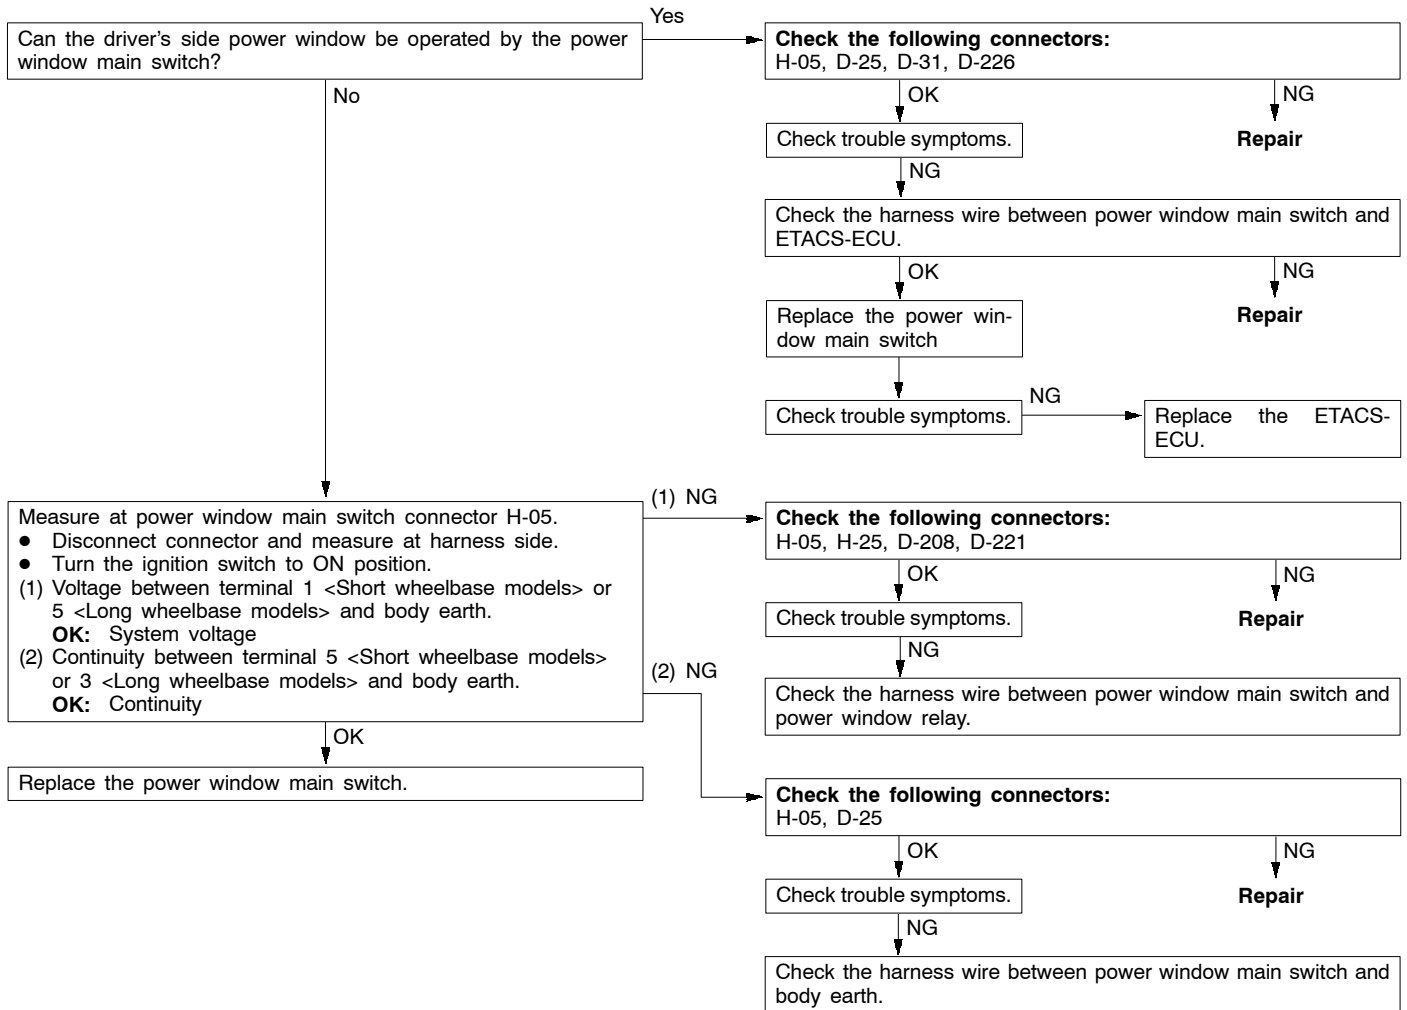 Can the driver's side power window be operated by the power
window main switch?
Yes
No
Check the following connectors:
H-05, D-25, D-31, D-226
OK
NG
Check trouble symptoms.
Repair
NG
Check the harness wire between power window main switch and
ETACS-ECU.
OK
NG
Replace the power win-
dow main switch
Repair
Check trouble symptoms.
NG
Replace the ETACS-
ECU.
Measure at power window main switch connector H-05.
● Disconnect connector and measure at harness side.
● Turn the ignition switch to ON position.
(1) Voltage between terminal 1 <Short wheelbase models> or
5 <Long wheelbase models> and body earth.
OK: System voltage
(2) Continuity between terminal 5 <Short wheelbase models>
or 3 <Long wheelbase models> and body earth.
OK: Continuity
OK
Replace the power window main switch.
(1) NG
Check the following connectors:
H-05, H-25, D-208, D-221
OK
NG
Check trouble symptoms.
Repair
NG
Check the harness wire between power window main switch and
power window relay.
(2) NG
Check the following connectors:
H-05, D-25
OK
NG
Check trouble symptoms.
Repair
NG
Check the harness wire between power window main switch and
body earth.